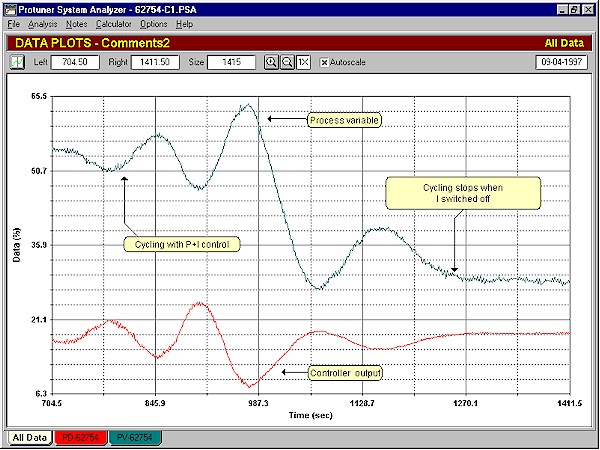 Protuner System Analyzer - 62754-C1.PSA
File Analysis Notes Calculator Options Help
DATA PLOTS - Comments2 All Data
Left 704.50 Right 1411.50 Size 1415 1X Autoscale 09-04-1997
65.5
Process variable
50.7
Cycling stops when
I switched off
Cycling with P+I control
35.9
Data (%)
21.1
Controller output
6.3
704.5 845.9 987.3 1128.7 1270.1 1411.5
Time (sec)
All Data PD-62754 PV-62754